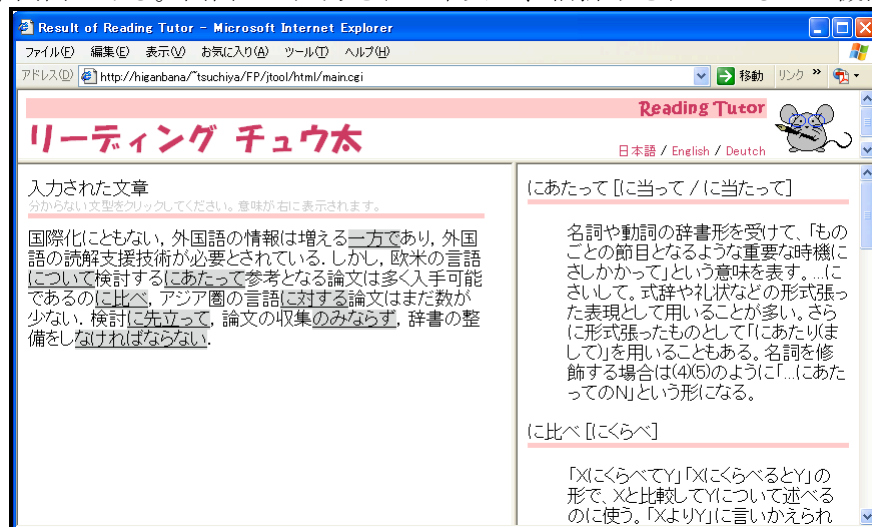 Result of Reading Tutor - Microsoft Internet Explorer
ファイル(F) 編集(E) 表示(V) お気に入り(A) ツール(T) ヘルプ(H)
アドレス(D) http://higanbana/~tsuchiya/FP/jtool/html/main.cgi 移動 リンク »
Reading Tutor
リーディング チュウ太
日本語 / English / Deutch
入力された文章
分からない文型をクリックしてください。意味が右に表示されます。
国際化にともない, 外国語の情報は増える一方であり, 外国
語の読解支援技術が必要とされている. しかし, 欧米の言語
について検討するにあたって参考となる論文は多く入手可能
であるのに比べ, アジア圏の言語に対する論文はまだ数が
少ない. 検討に先立って, 論文の収集のみならず, 辞書の整
備をしなければならない.
にあたって [に当って / に当たって]
名詞や動詞の辞書形を受けて、「もの
ごとの節目となるような重要な時機に
さしかかって」という意味を表す。...に
さいして。式辞や礼状などの形式張っ
た表現として用いることが多い。さら
に形式張ったものとして「にあたり(ま
して)」を用いることもある。名詞を修
飾する場合は(4)(5)のように「...にあた
ってのN」という形になる。
に比べ [にくらべ]
「XにくらべてY」「XにくらべるとY」の
形で、Xと比較してYについて述べる
のに使う。「XよりY」に言いかえられ